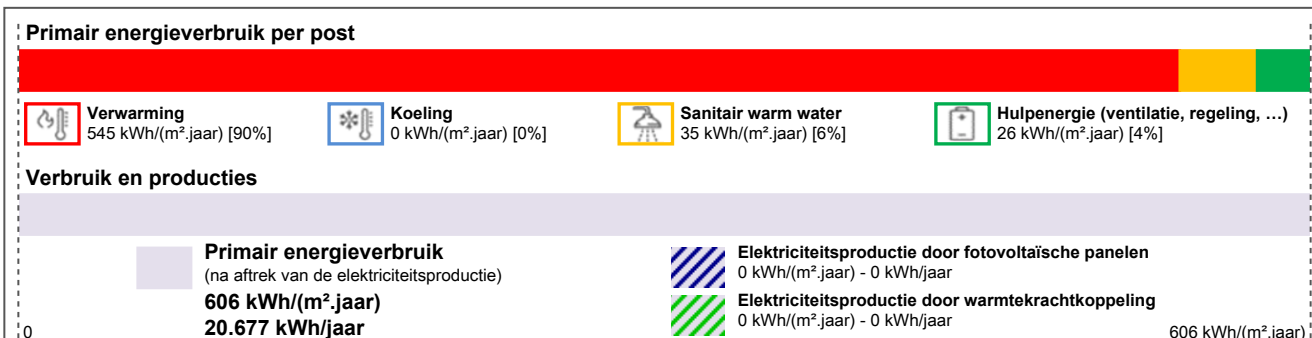 Primair energieverbruik per post
Verwarming
545 kWh/(m².jaar) [90%]
Koeling
0 kWh/(m².jaar) [0%]
Sanitair warm water
35 kWh/(m².jaar) [6%]
Hulpenergie (ventilatie, regeling, …)
26 kWh/(m².jaar) [4%]
Verbruik en producties
Primair energieverbruik
(na aftrek van de elektriciteitsproductie)
606 kWh/(m².jaar)
20.677 kWh/jaar
Elektriciteitsproductie door fotovoltaïsche panelen
0 kWh/(m².jaar) - 0 kWh/jaar
Elektriciteitsproductie door warmtekrachtkoppeling
0 kWh/(m².jaar) - 0 kWh/jaar
0
606 kWh/(m².jaar)